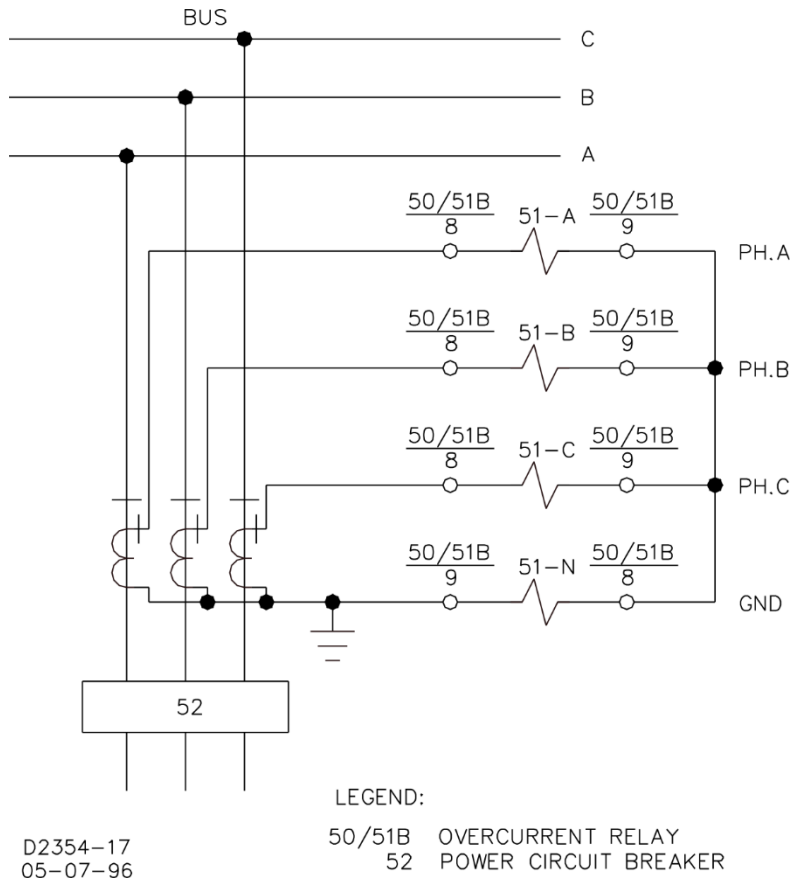 BUS
C
B
A
50/51B 51-A 50/51B
8 9
PH.A
50/51B 51-B 50/51B
8 9
PH.B
50/51B 51-C 50/51B
8 9
PH.C
50/51B 51-N 50/51B
9 8
GND
52
LEGEND:
50/51B OVERCURRENT RELAY
52 POWER CIRCUIT BREAKER
D2354-17
05-07-96